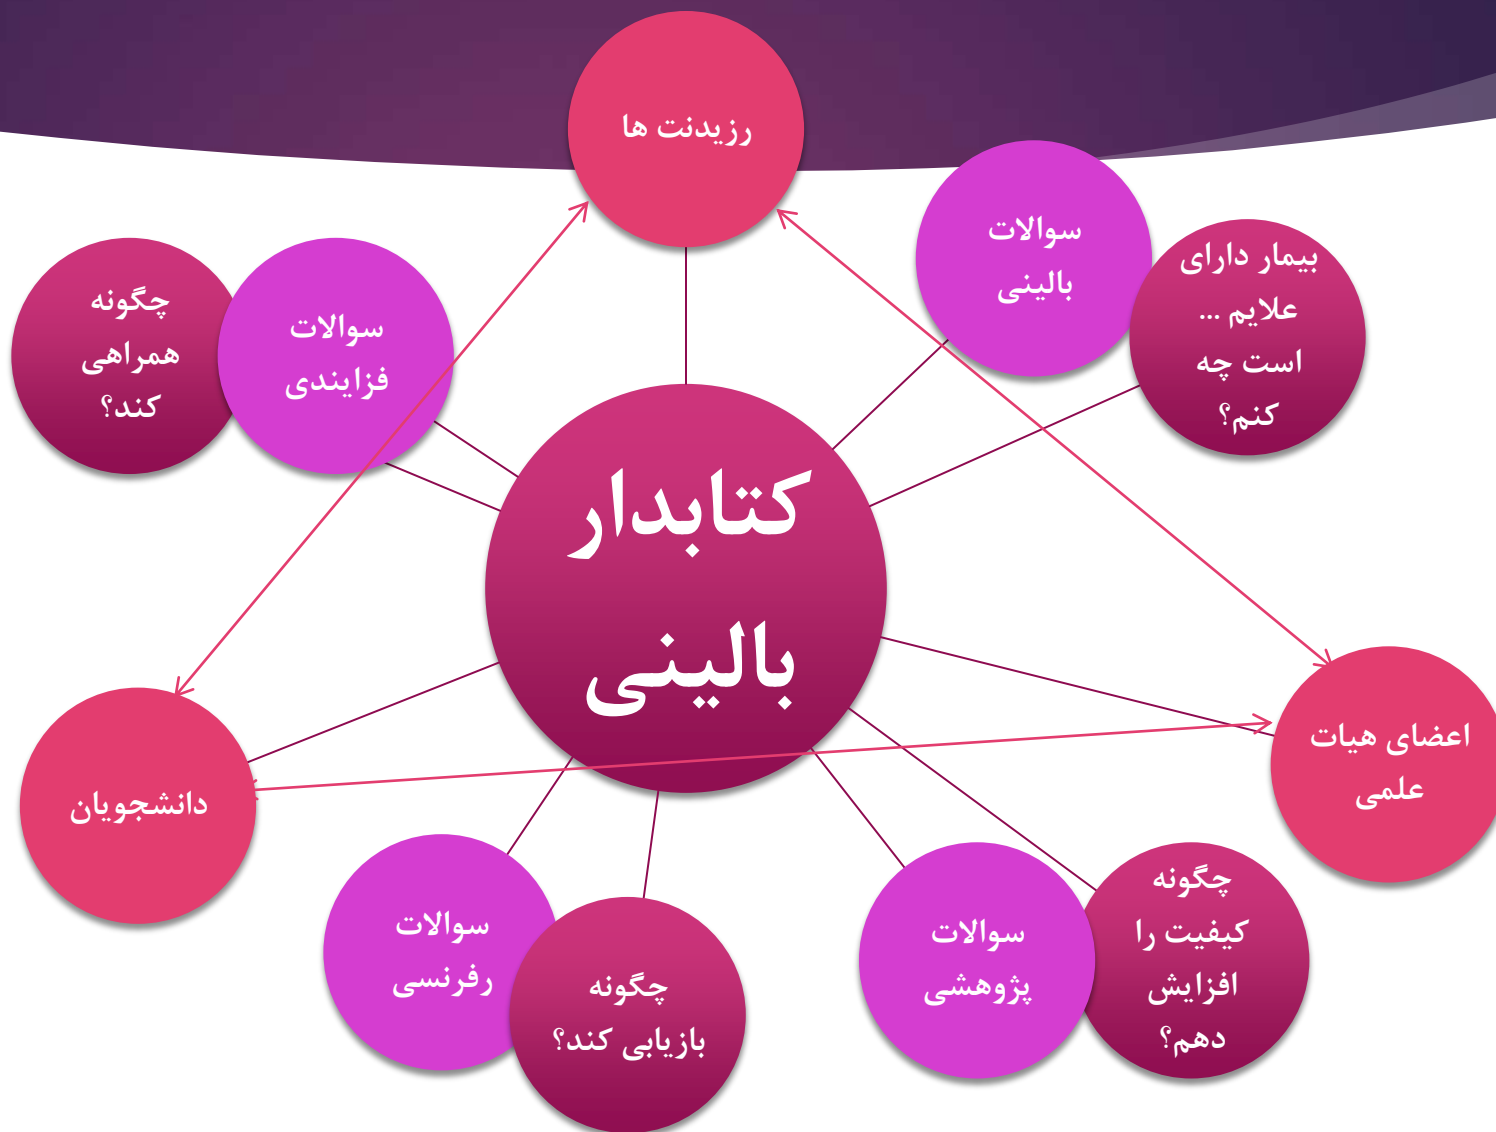 رزیدنت ها
سوالات
بالینی
بیمار دارای
علایم ...
است چه
کنم؟
چگونه
همراهی
کند؟
سوالات
فزایندی
کتابدار
بالینی
اعضای هیات
علمی
دانشجویان
چگونه
کیفیت را
افزایش
دهم؟
سوالات
پژوهشی
سوالات
رفرنسی
چگونه
بازیابی کند؟